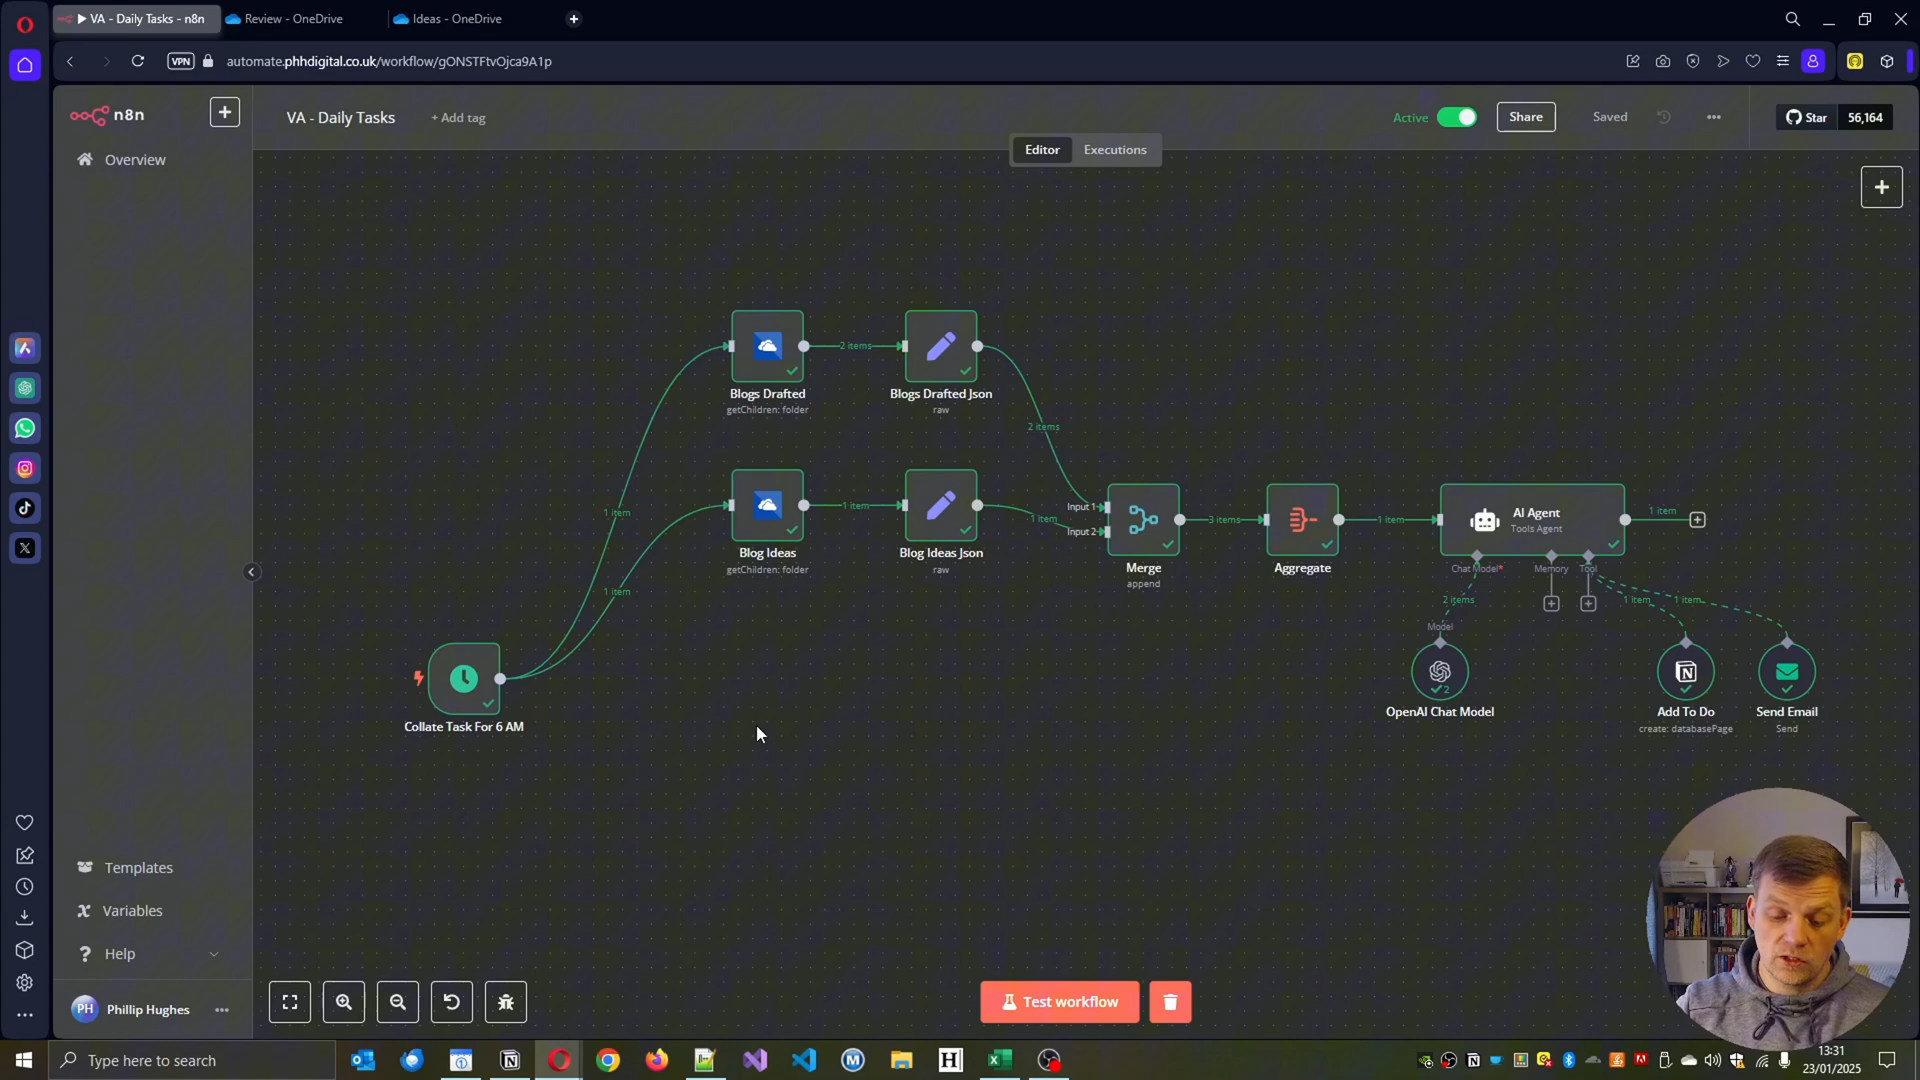 VA - Daily Tasks - n8n
Review - OneDrive
Ideas - OneDrive
VPN
automate.phhdigital.co.uk/workflow/gONSTFtvOjca9A1p
n8n
VA - Daily Tasks
+ Add tag
Active
Share
Saved
Star
56,164
Editor
Executions
Overview
Blogs Drafted
getChildren: folder
2 items
Blogs Drafted Json
raw
2 items
1 item
1 item
Blog Ideas
getChildren: folder
1 item
Blog Ideas Json
raw
1 item
Input 1
Input 2
Merge
append
3 items
Aggregate
1 item
AI Agent
Tools Agent
1 item
Chat Model*
Memory
Tool
2 items
1 item
1 item
Model
2
OpenAI Chat Model
Add To Do
create: databasePage
Send Email
Send
Collate Task For 6 AM
Templates
Variables
Help
PH
Phillip Hughes
Test workflow
Type here to search
13:31
23/01/2025